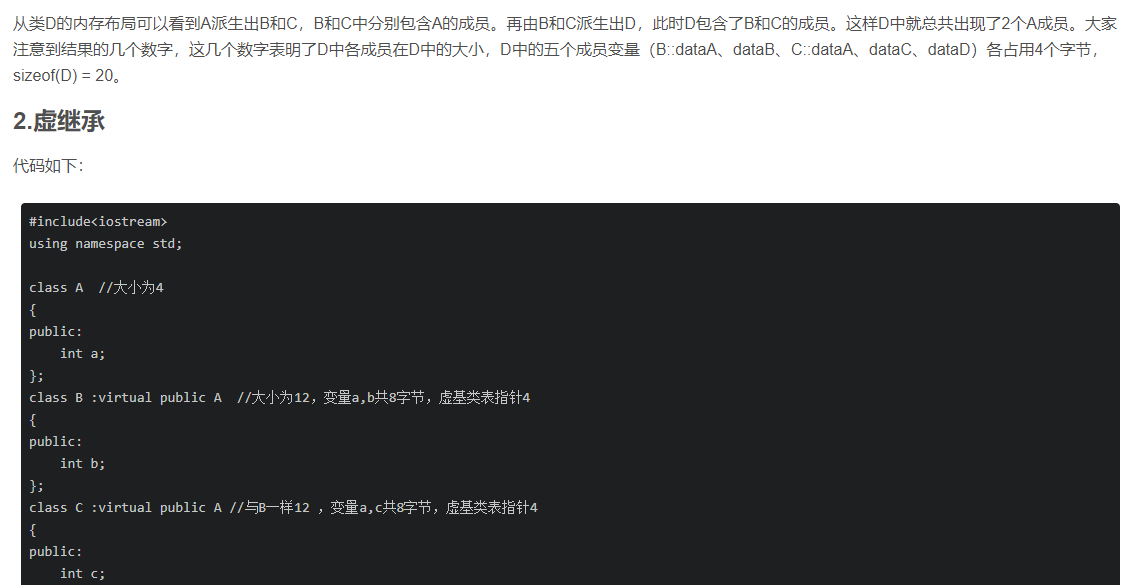 从类D的内存布局可以看到A派生出B和C，B和C中分别包含A的成员。再由B和C派生出D，此时D包含了B和C的成员。这样D中就总共出现了2个A成员。大家
注意到结果的几个数字，这几个数字表明了D中各成员在D中的大小，D中的五个成员变量（B::dataA、dataB、C::dataA、dataC、dataD）各占用4个字节，
sizeof(D) = 20。
2.虚继承
代码如下：
#include<iostream>
using namespace std;
class A  //大小为4
{
public:
    int a;
};
class B :virtual public A  //大小为12，变量a,b共8字节，虚基类表指针4
{
public:
    int b;
};
class C :virtual public A //与B一样12 ，变量a,c共8字节，虚基类表指针4
{
public:
    int c;